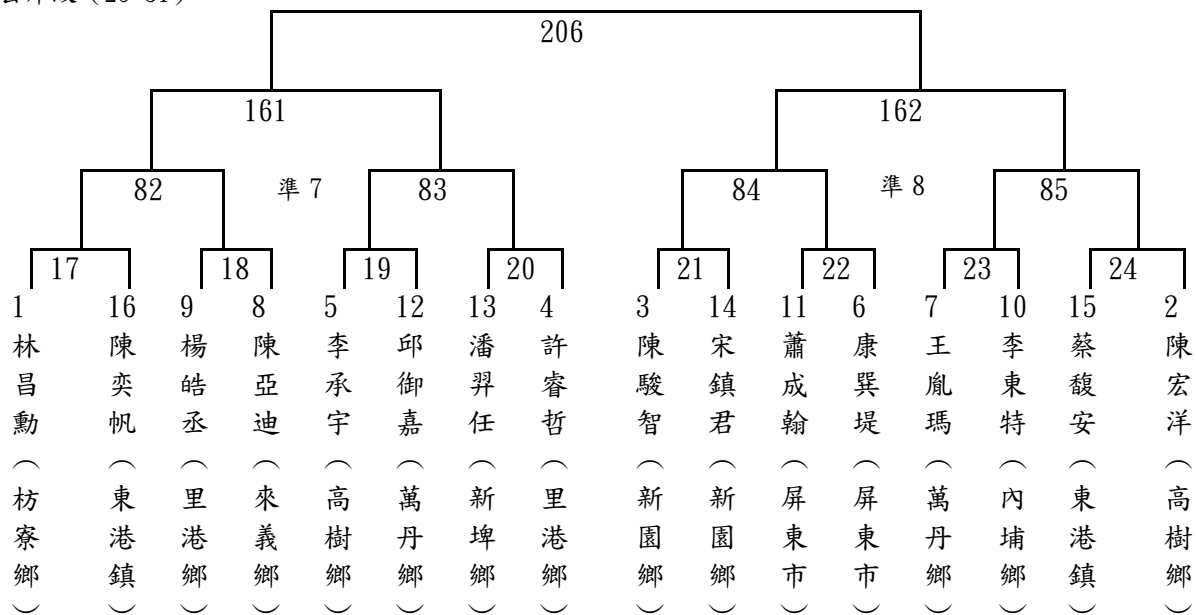 206
161 162
82 準 7 83 84 準 8 85
17 18 19 20 21 22 23 24
1 16 9 8 5 12 13 4 3 14 11 6 7 10 15 2
林昌勳（枋寮鄉）
陳奕帆（東港鎮）
楊皓丞（里港鄉）
陳亞迪（來義鄉）
李承宇（高樹鄉）
邱御嘉（萬丹鄉）
潘羿任（新埤鄉）
許睿哲（里港鄉）
陳駿智（新園鄉）
宋鎮君（新園鄉）
蕭成翰（屏東市）
康巽堤（屏東市）
王胤瑪（萬丹鄉）
李東特（內埔鄉）
蔡馥安（東港鎮）
陳宏洋（高樹鄉）